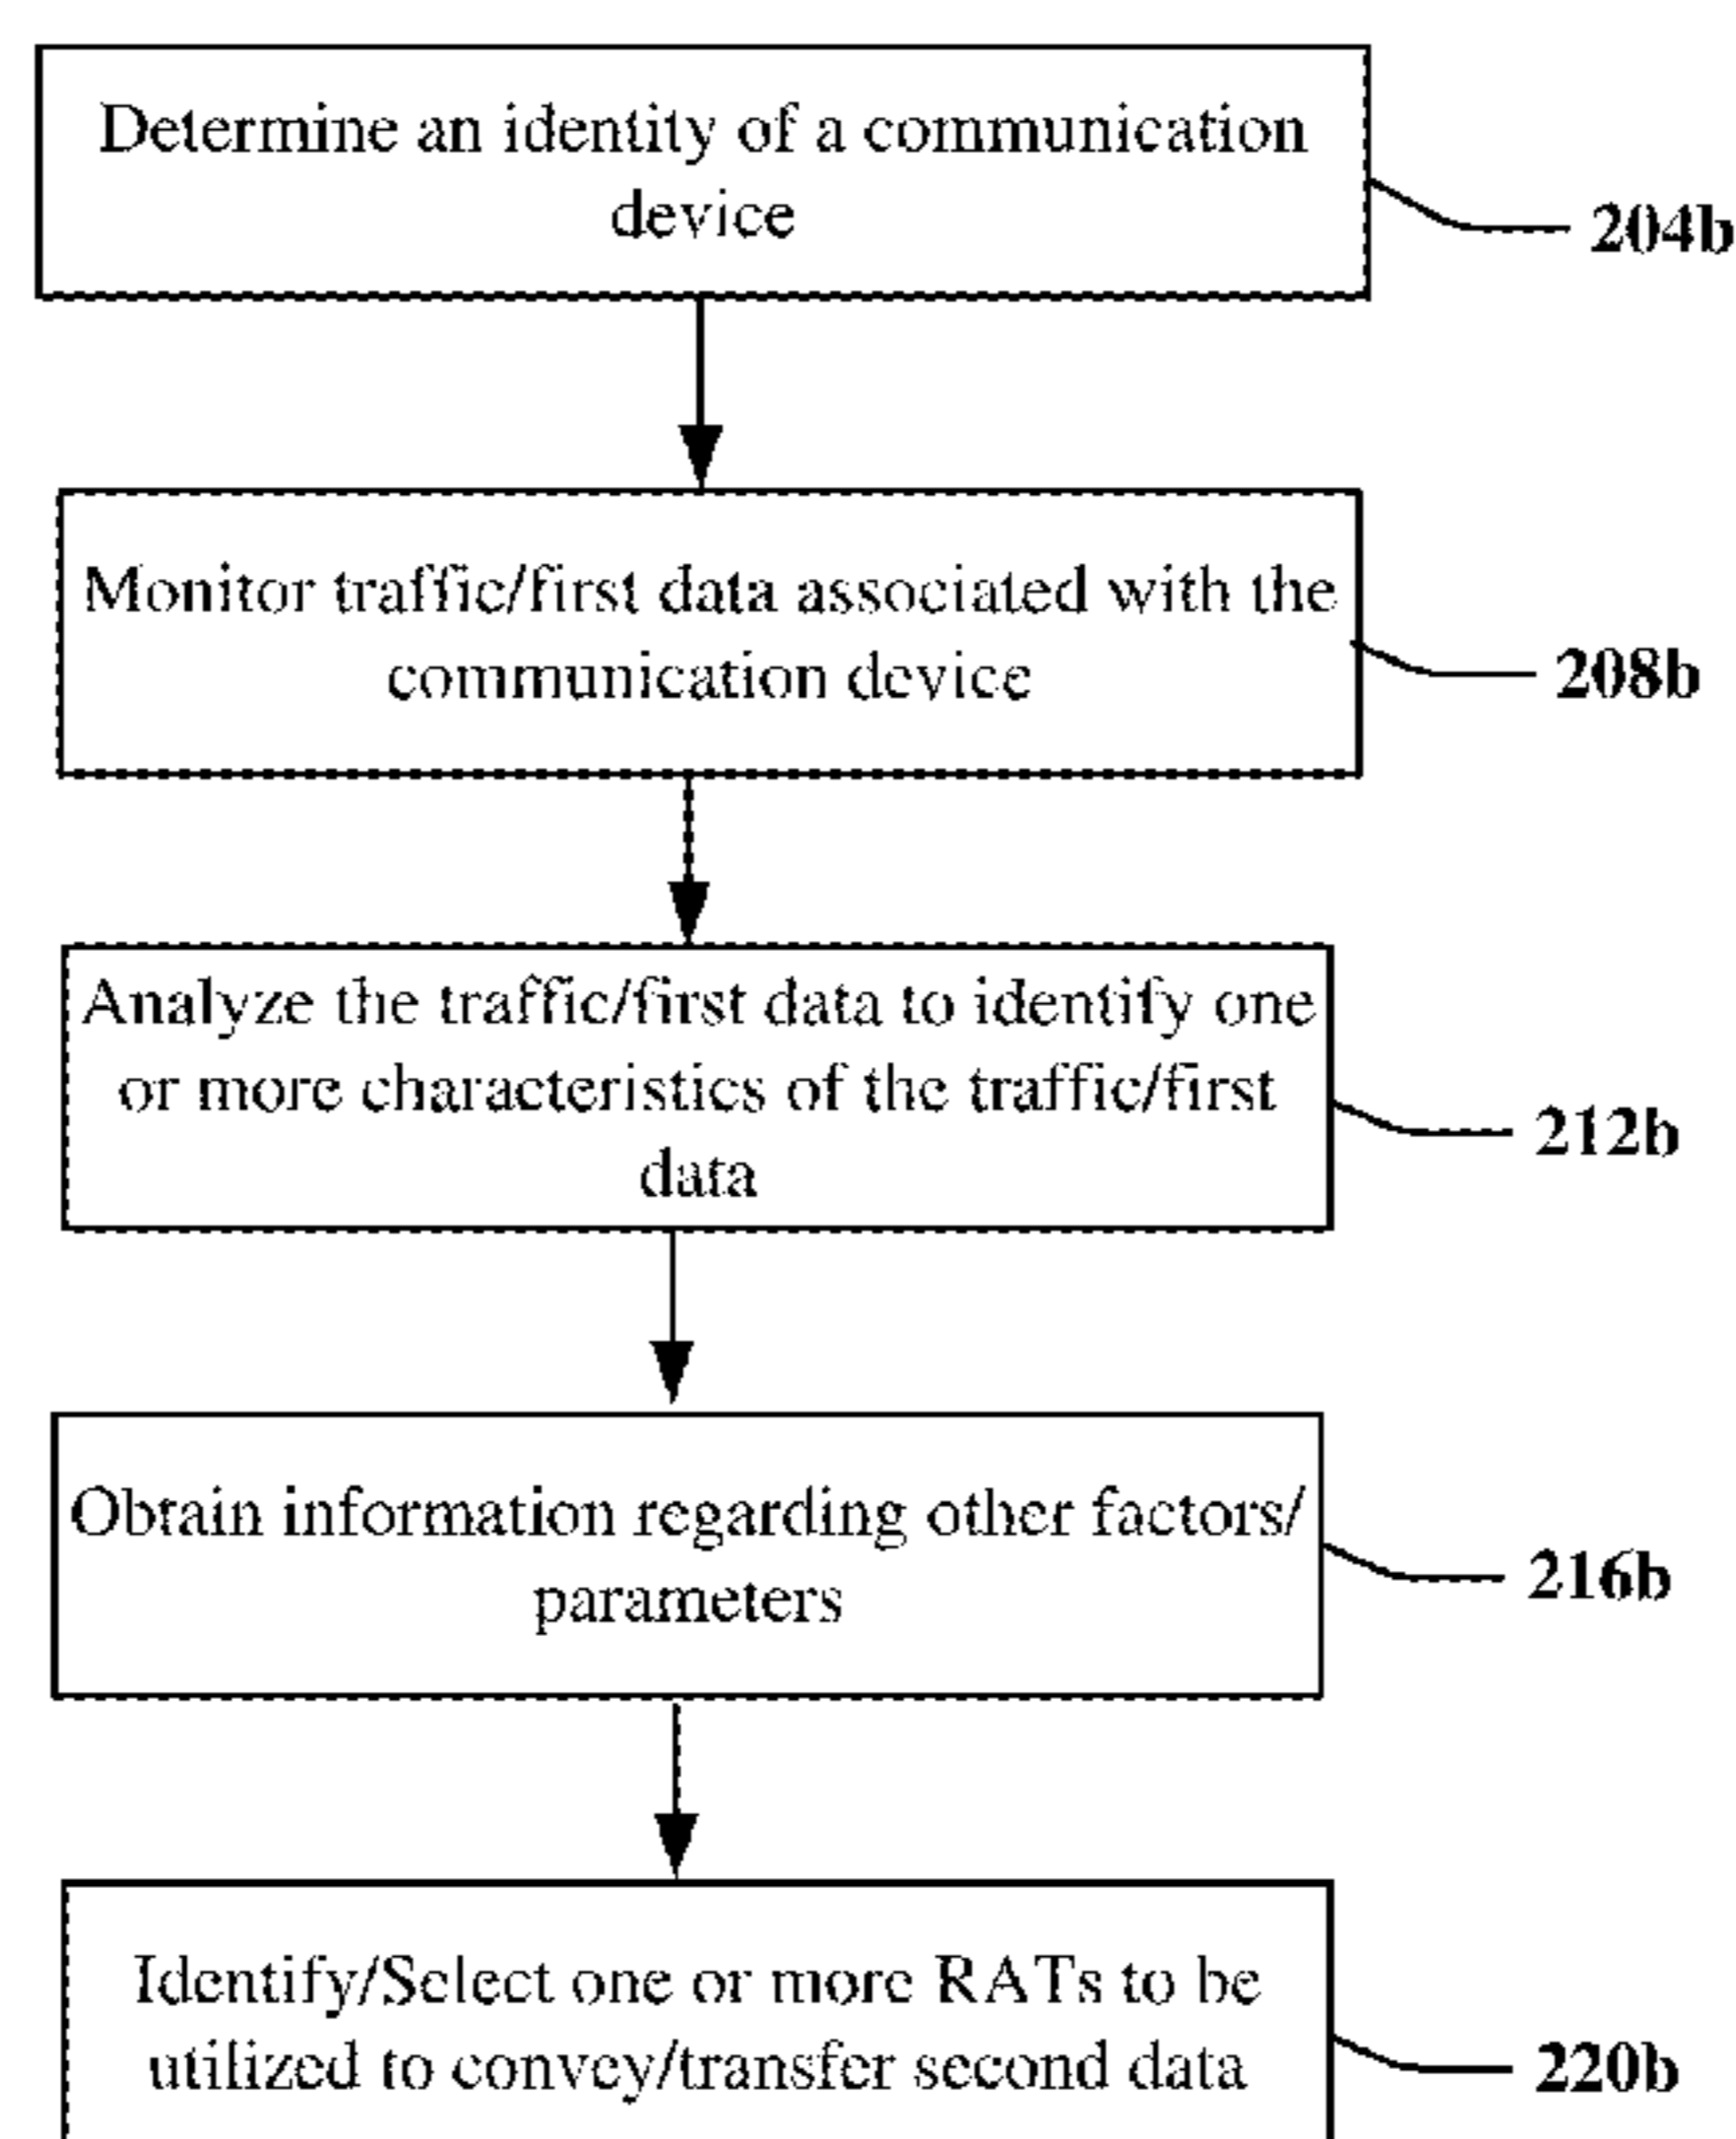 Determine an identity of a communication
device
204b
Monitor traffic/first data associated with the
communication device
208b
Analyze the traffic/first data to identify one
or more characteristics of the traffic/first
data
212b
Obtain information regarding other factors/
parameters
216b
Identify/Select one or more RATs to be
utilized to convey/transfer second data
220b